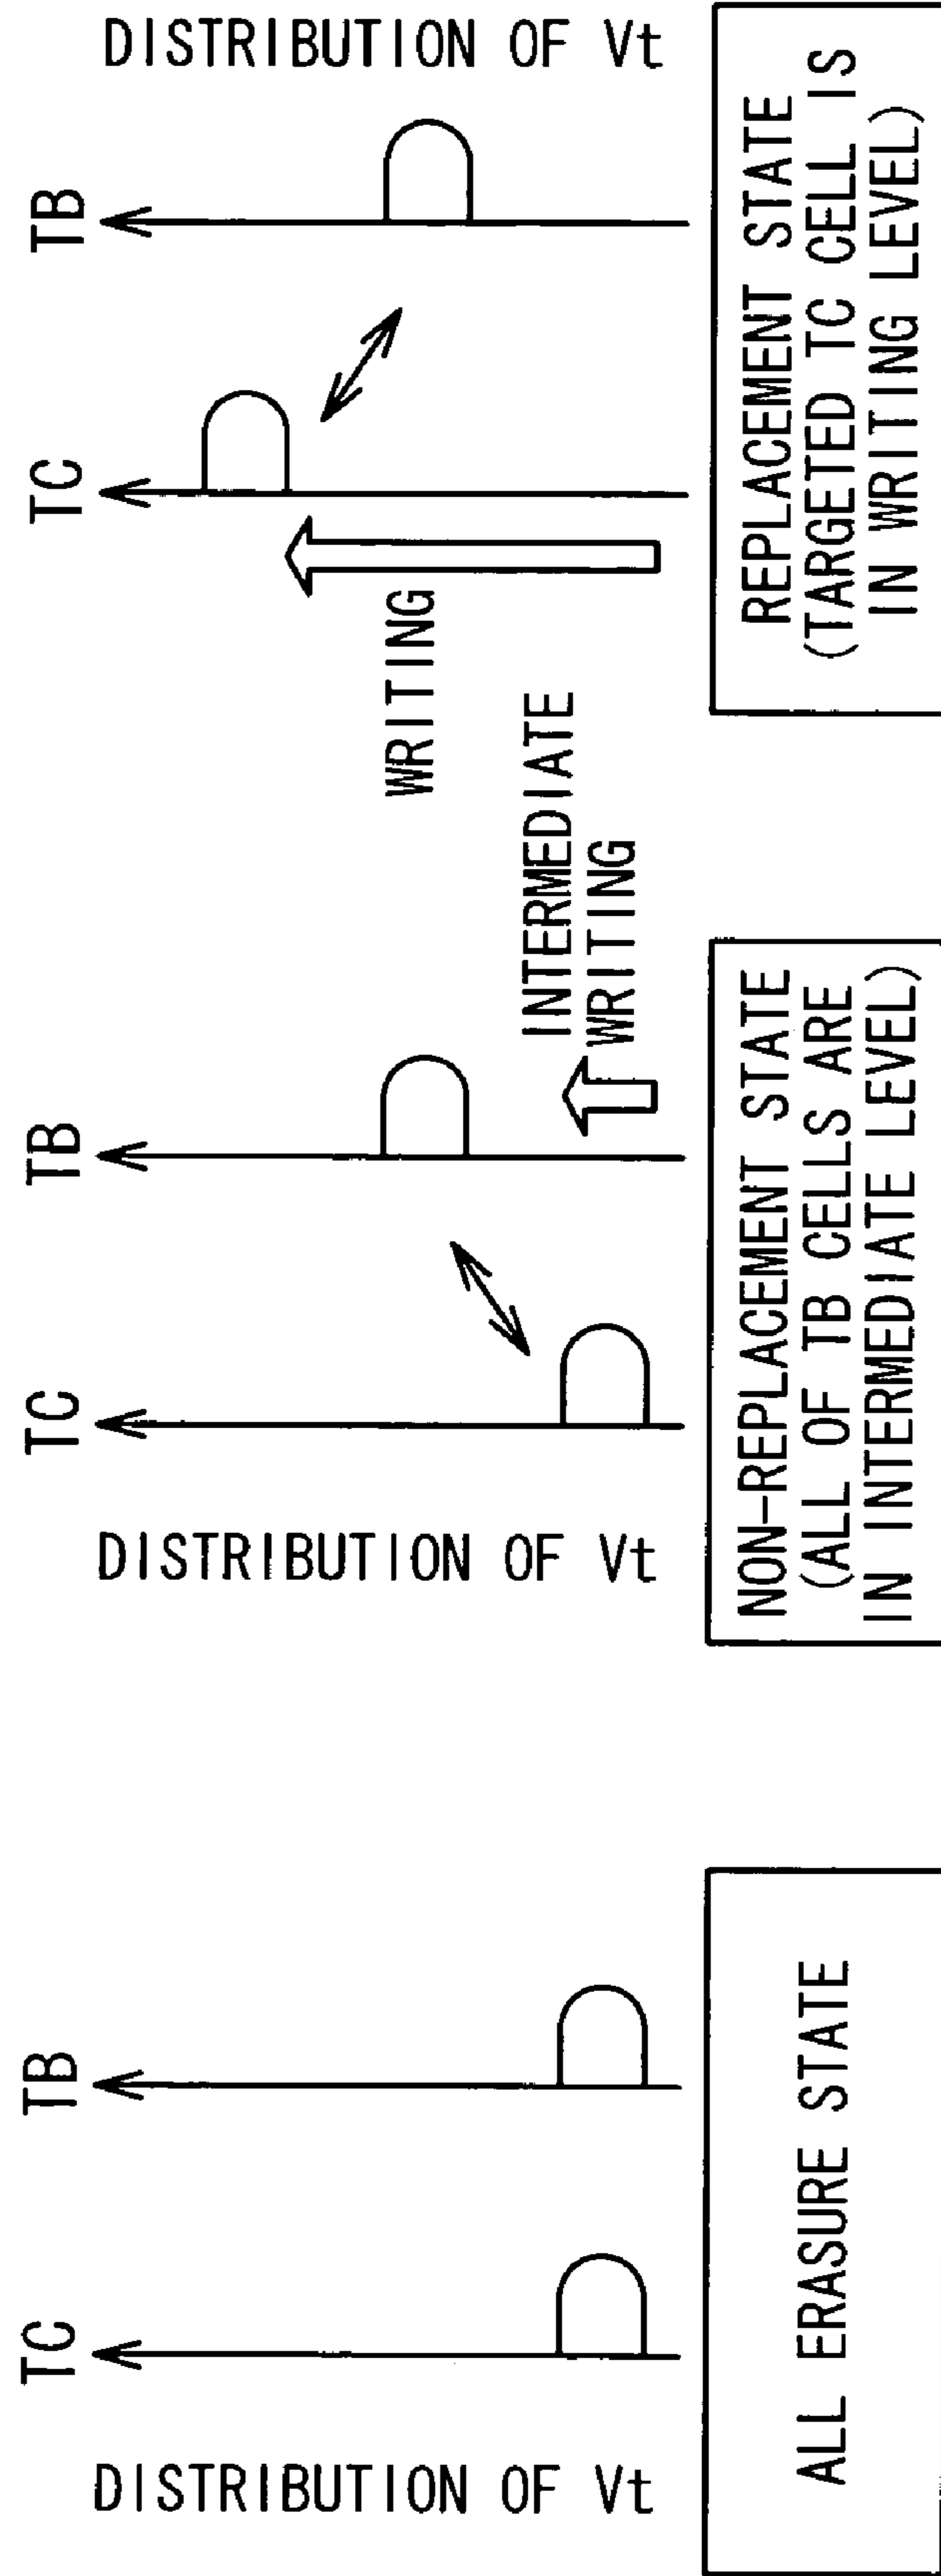 DISTRIBUTION OF Vt
TC
TB
ALL ERASURE STATE
DISTRIBUTION OF Vt
TC
TB
INTERMEDIATE
WRITING
NON-REPLACEMENT STATE
(ALL OF TB CELLS ARE
IN INTERMEDIATE LEVEL)
WRITING
TC
TB
DISTRIBUTION OF Vt
REPLACEMENT STATE
(TARGETED TC CELL IS
IN WRITING LEVEL)